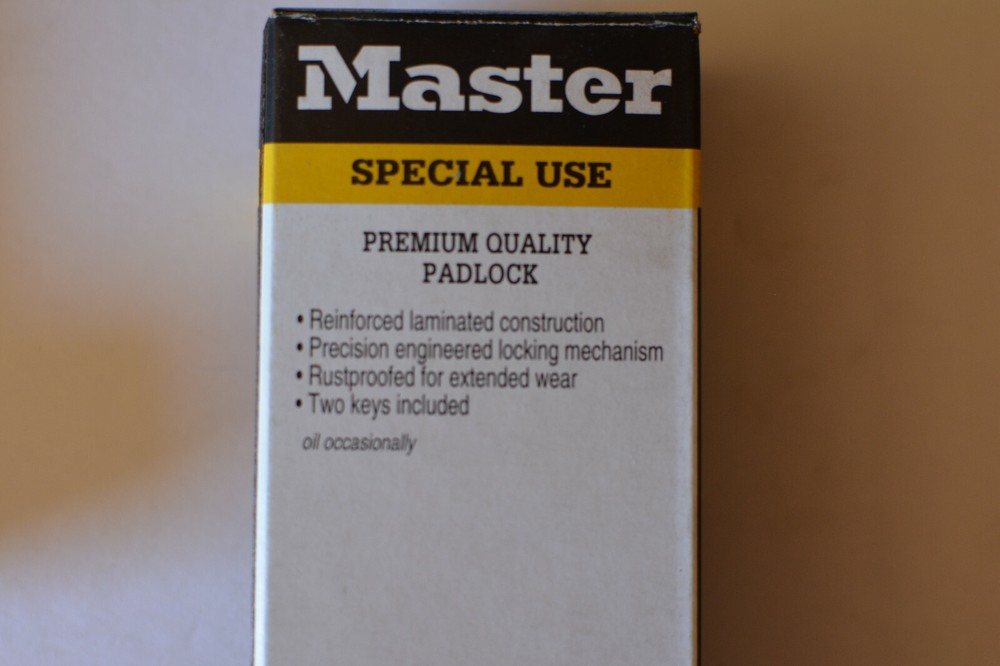 Master
SPECIAL USE
PREMIUM QUALITY
PADLOCK
• Reinforced laminated construction
• Precision engineered locking mechanism
• Rustproofed for extended wear
• Two keys included
oil occasionally